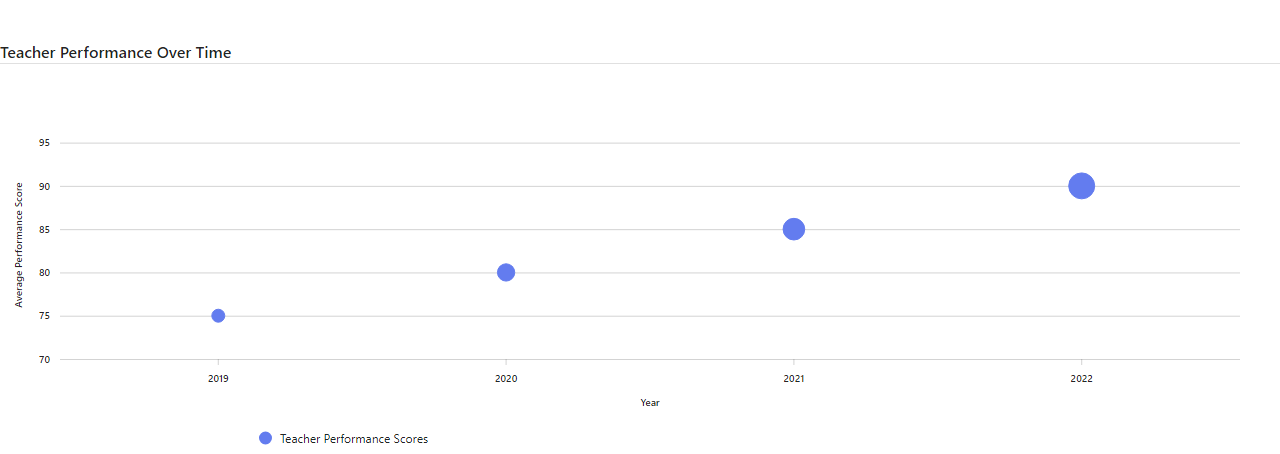 Teacher Performance Over Time
95
90
85
80
75
70
Average Performance Score
2019 2020 2021 2022
Year
Teacher Performance Scores